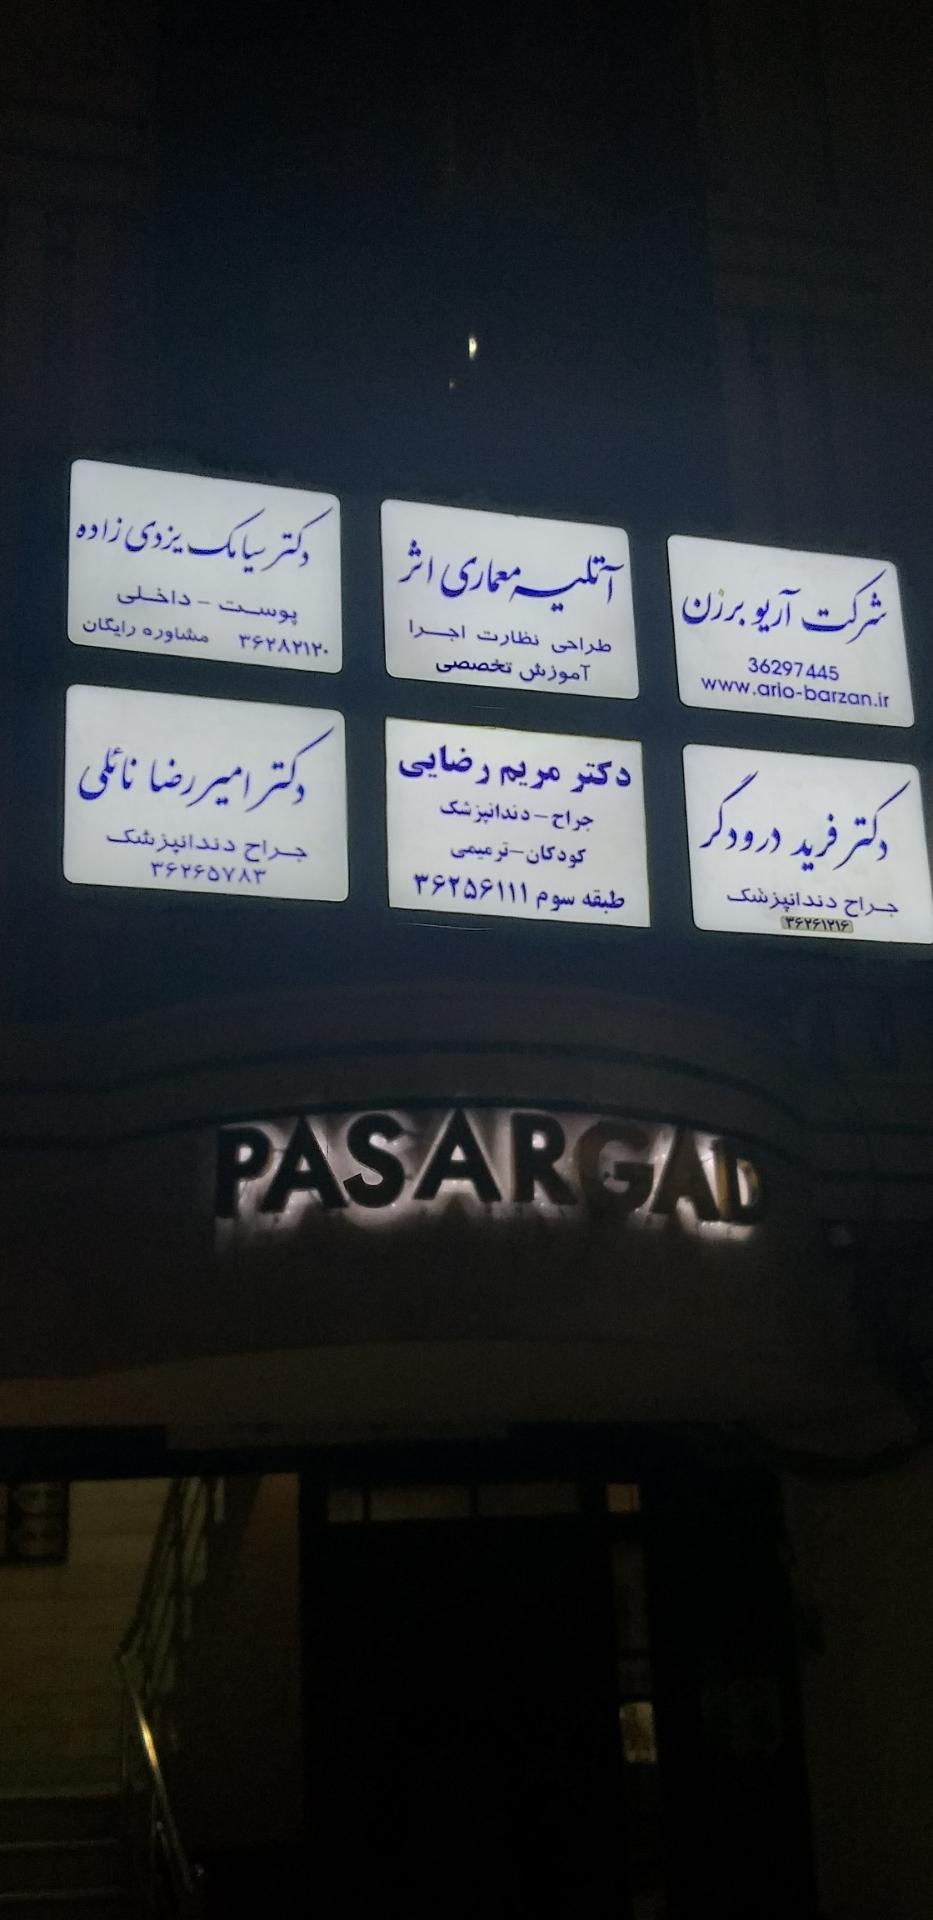 شرکت آریو برزن
36297445
www.ario-barzan.ir
آتلیه معماری اثر
طراحی نظارت اجرا
آموزش تخصصی
دکتر سیامک یزدی زاده
پوست - داخلی
۳۶۲۸۲۱۲۰ مشاوره رایگان
دکتر فرید درودگر
جراح دندانپزشک
۳۶۲۶۱۲۱۶
دکتر مریم رضایی
جراح-دندانپزشک
کودکان-ترمیمی
طبقه سوم ۳۶۲۵۶۱۱۱
دکتر امیررضا نائلی
جراح دندانپزشک
۳۶۲۶۵۷۸۳
PASARGAD